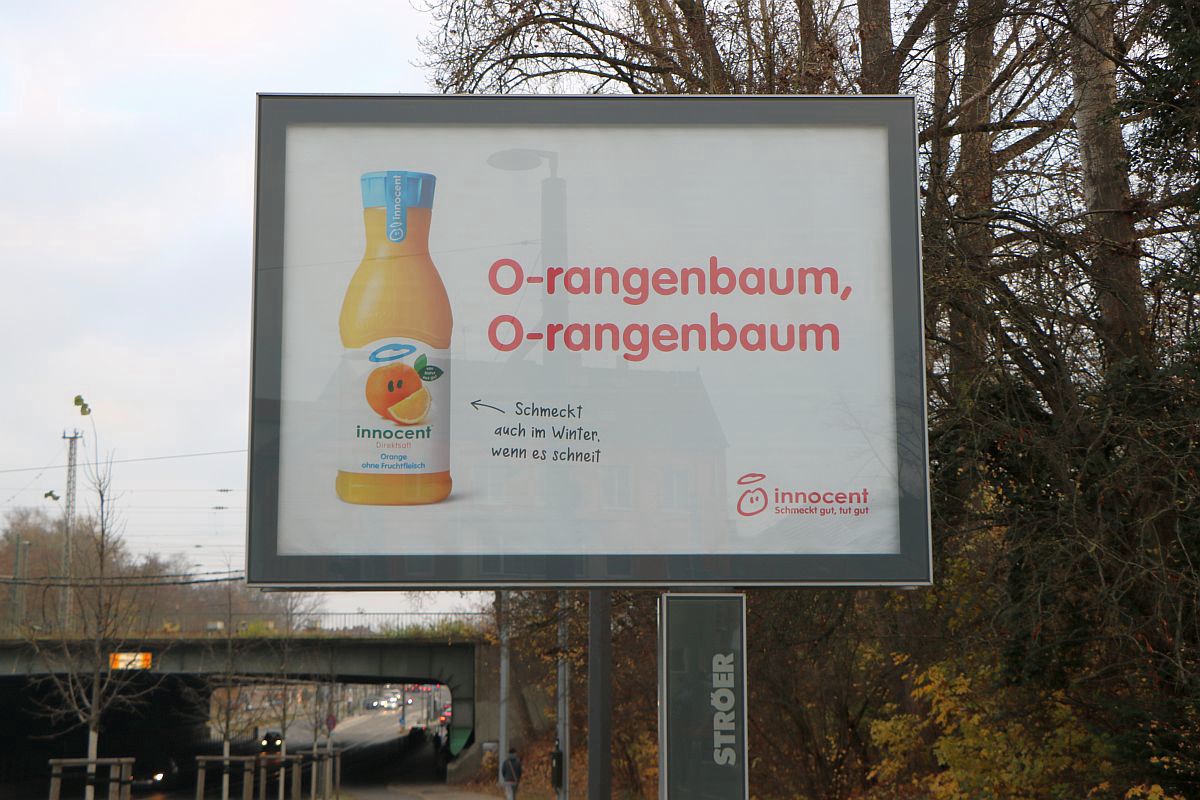 innocent
O-rangenbaum,
O-rangenbaum
Schmeckt
auch im Winter,
wenn es schneit
innocent
Direktsaft
Orange
ohne Fruchtfleisch
innocent
Schmeckt gut, tut gut
STRÖER